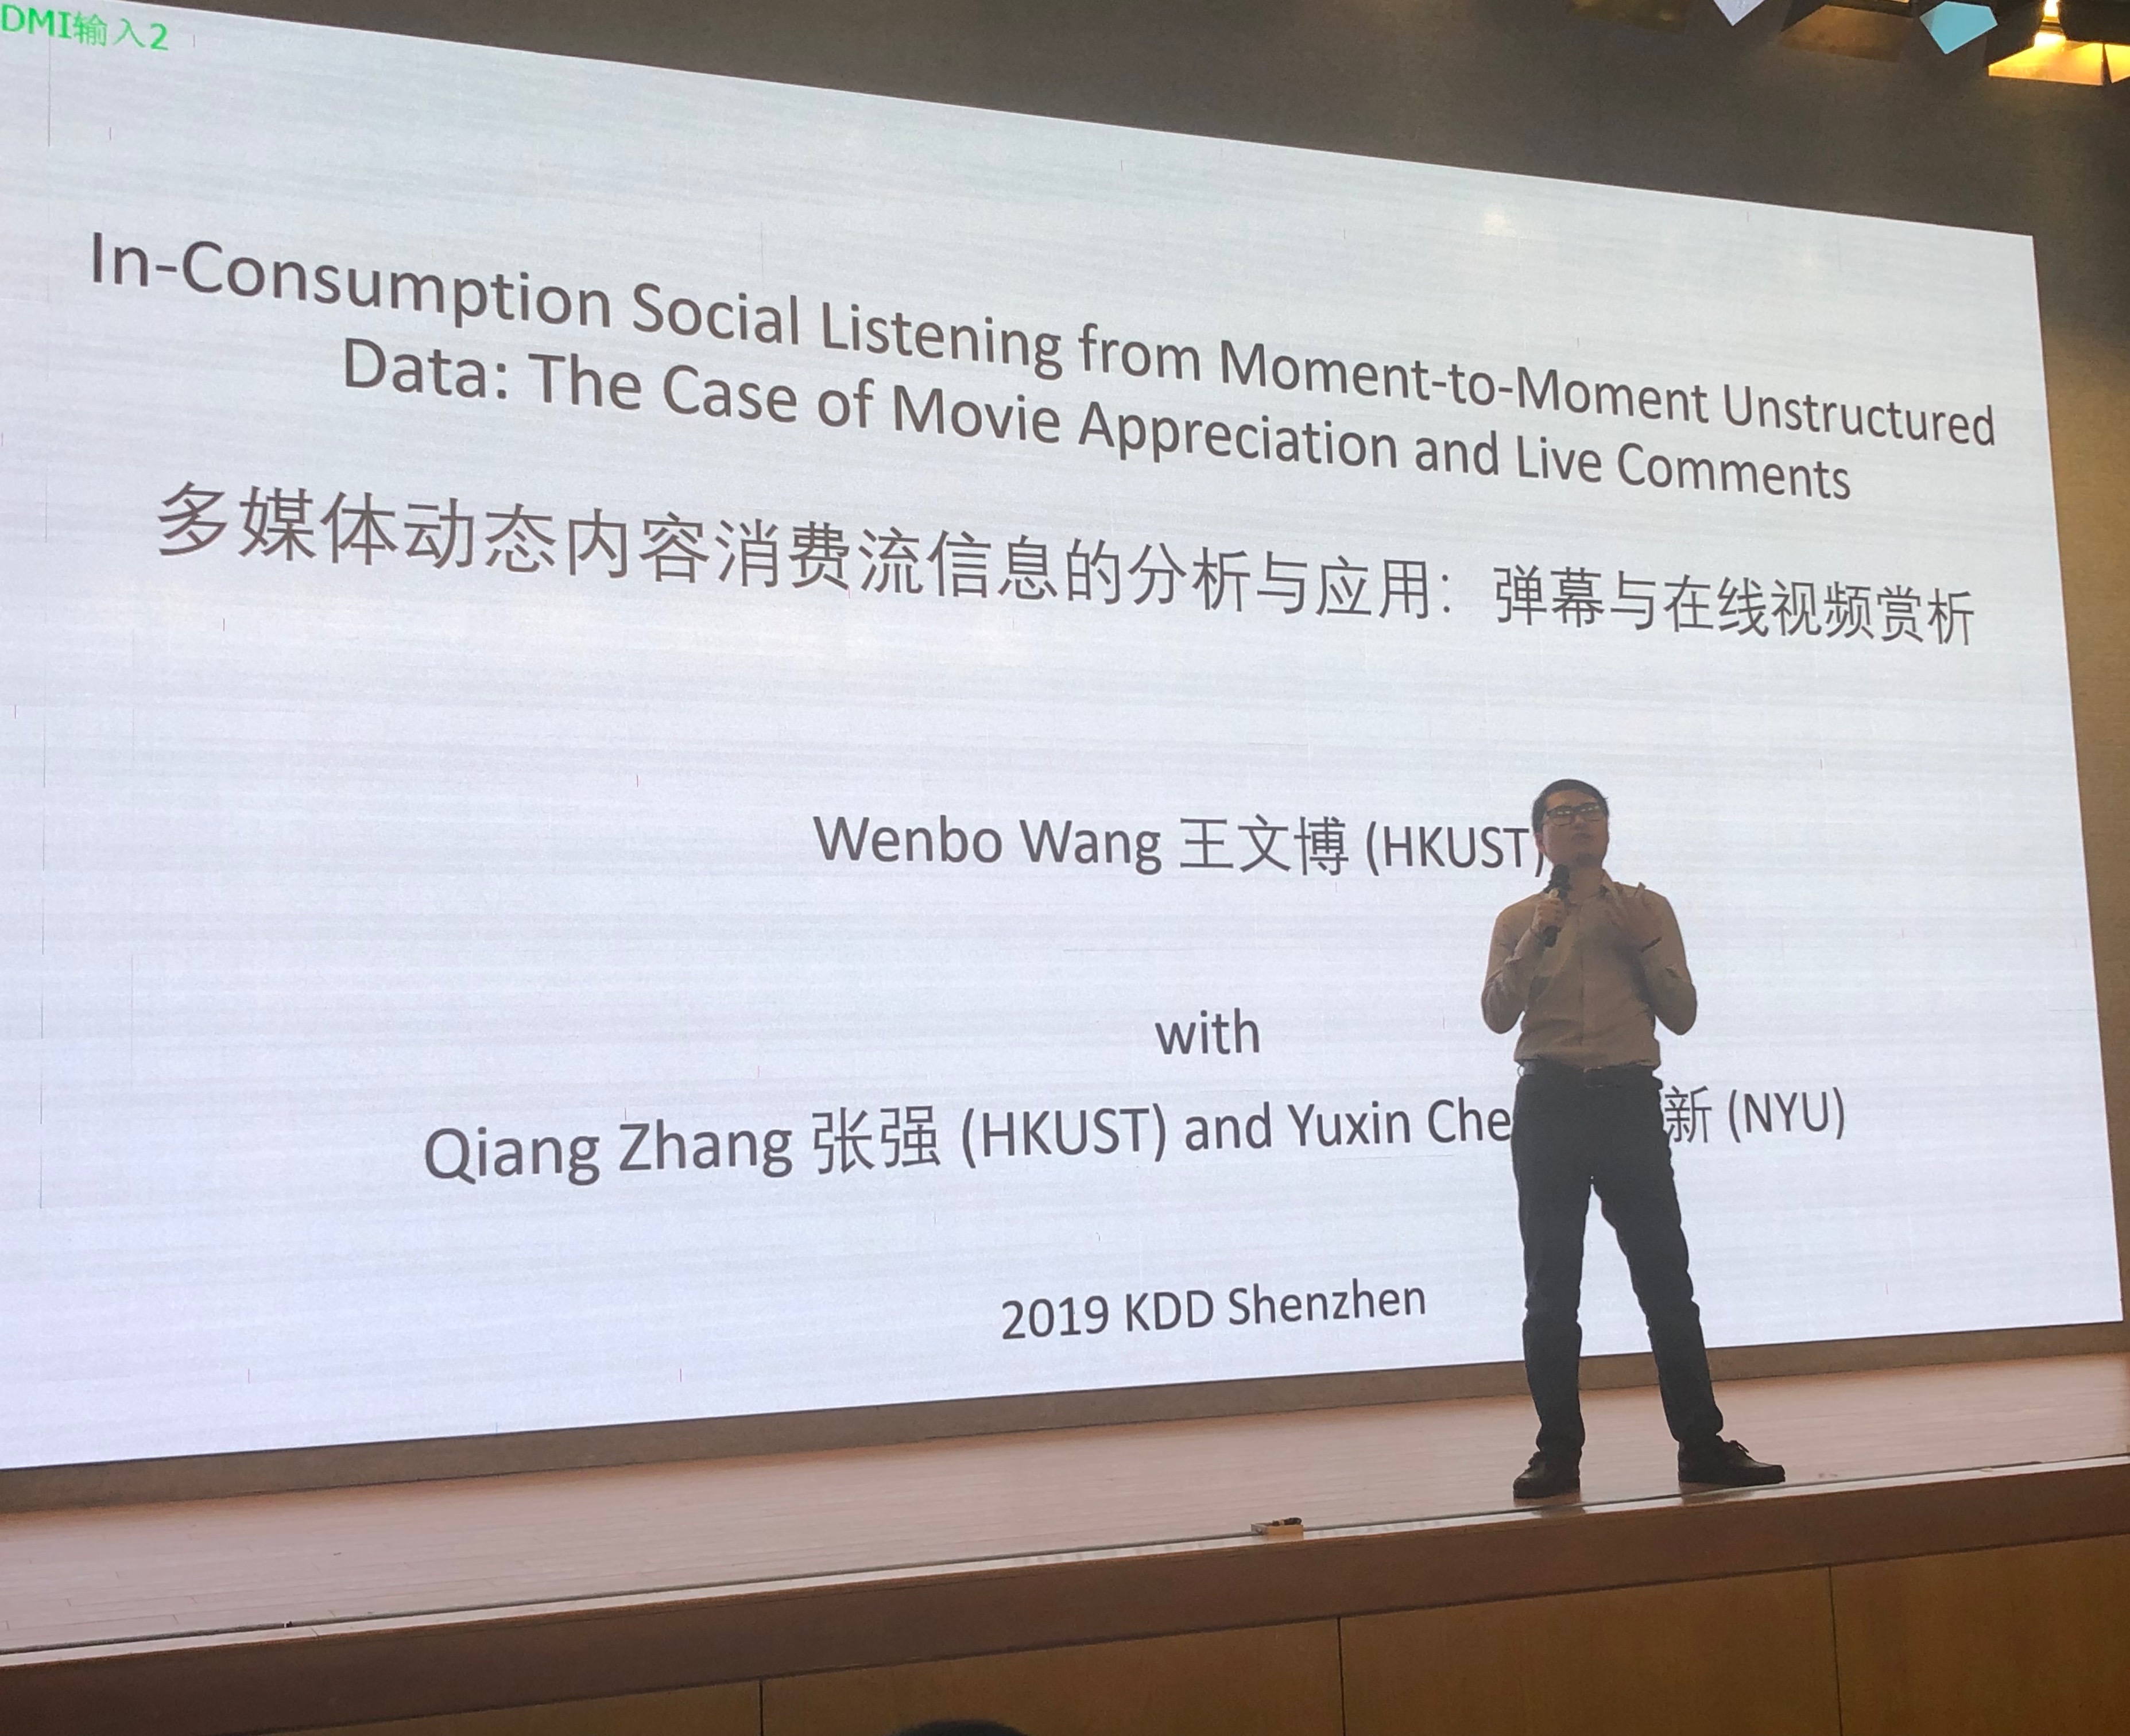 DMI输入2
In-Consumption Social Listening from Moment-to-Moment Unstructured
Data: The Case of Movie Appreciation and Live Comments
多媒体动态内容消费流信息的分析与应用：弹幕与在线视频赏析
Wenbo Wang 王文博 (HKUST)
with
Qiang Zhang 张强 (HKUST) and Yuxin Che新 (NYU)
2019 KDD Shenzhen